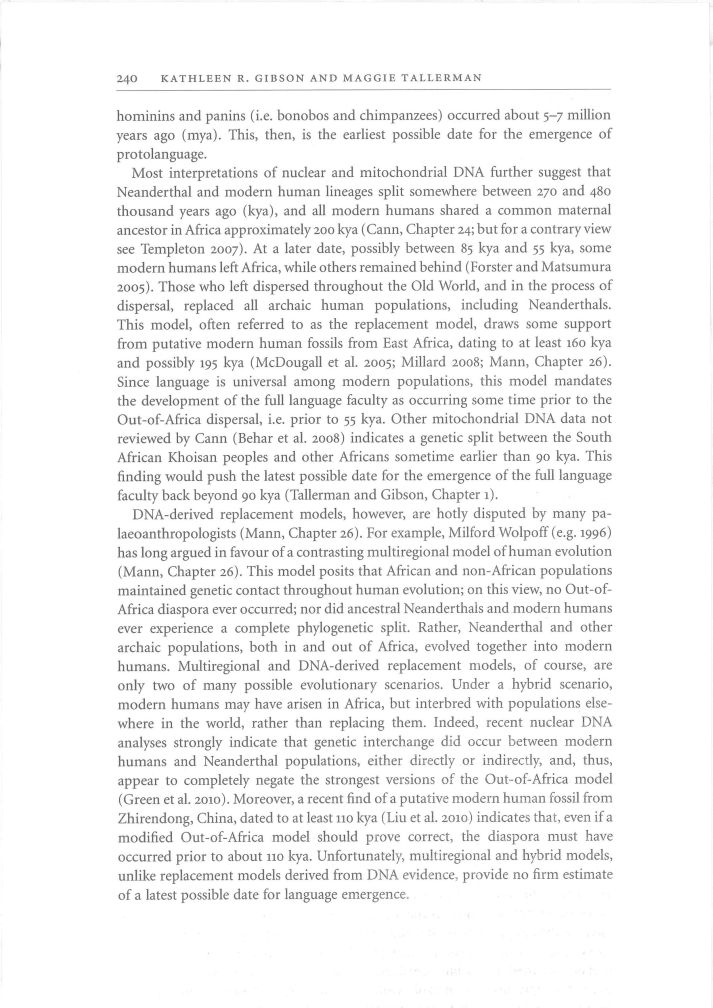 240 KATHLEEN R. GIBSON AND MAGGIE TALLERMAN
hominins and panins (i.e. bonobos and chimpanzees) occurred about 5–7 million
years ago (mya). This, then, is the earliest possible date for the emergence of
protolanguage.
Most interpretations of nuclear and mitochondrial DNA further suggest that
Neanderthal and modern human lineages split somewhere between 270 and 480
thousand years ago (kya), and all modern humans shared a common maternal
ancestor in Africa approximately 200 kya (Cann, Chapter 24; but for a contrary view
see Templeton 2007). At a later date, possibly between 85 kya and 55 kya, some
modern humans left Africa, while others remained behind (Forster and Matsumura
2005). Those who left dispersed throughout the Old World, and in the process of
dispersal, replaced all archaic human populations, including Neanderthals.
This model, often referred to as the replacement model, draws some support
from putative modern human fossils from East Africa, dating to at least 160 kya
and possibly 195 kya (McDougall et al. 2005; Millard 2008; Mann, Chapter 26).
Since language is universal among modern populations, this model mandates
the development of the full language faculty as occurring some time prior to the
Out-of-Africa dispersal, i.e. prior to 55 kya. Other mitochondrial DNA data not
reviewed by Cann (Behar et al. 2008) indicates a genetic split between the South
African Khoisan peoples and other Africans sometime earlier than 90 kya. This
finding would push the latest possible date for the emergence of the full language
faculty back beyond 90 kya (Tallerman and Gibson, Chapter 1).
DNA-derived replacement models, however, are hotly disputed by many pa-
laeoanthropologists (Mann, Chapter 26). For example, Milford Wolpoff (e.g. 1996)
has long argued in favour of a contrasting multiregional model of human evolution
(Mann, Chapter 26). This model posits that African and non-African populations
maintained genetic contact throughout human evolution; on this view, no Out-of-
Africa diaspora ever occurred; nor did ancestral Neanderthals and modern humans
ever experience a complete phylogenetic split. Rather, Neanderthal and other
archaic populations, both in and out of Africa, evolved together into modern
humans. Multiregional and DNA-derived replacement models, of course, are
only two of many possible evolutionary scenarios. Under a hybrid scenario,
modern humans may have arisen in Africa, but interbred with populations else-
where in the world, rather than replacing them. Indeed, recent nuclear DNA
analyses strongly indicate that genetic interchange did occur between modern
humans and Neanderthal populations, either directly or indirectly, and, thus,
appear to completely negate the strongest versions of the Out-of-Africa model
(Green et al. 2010). Moreover, a recent find of a putative modern human fossil from
Zhirendong, China, dated to at least 110 kya (Liu et al. 2010) indicates that, even if a
modified Out-of-Africa model should prove correct, the diaspora must have
occurred prior to about 110 kya. Unfortunately, multiregional and hybrid models,
unlike replacement models derived from DNA evidence, provide no firm estimate
of a latest possible date for language emergence.